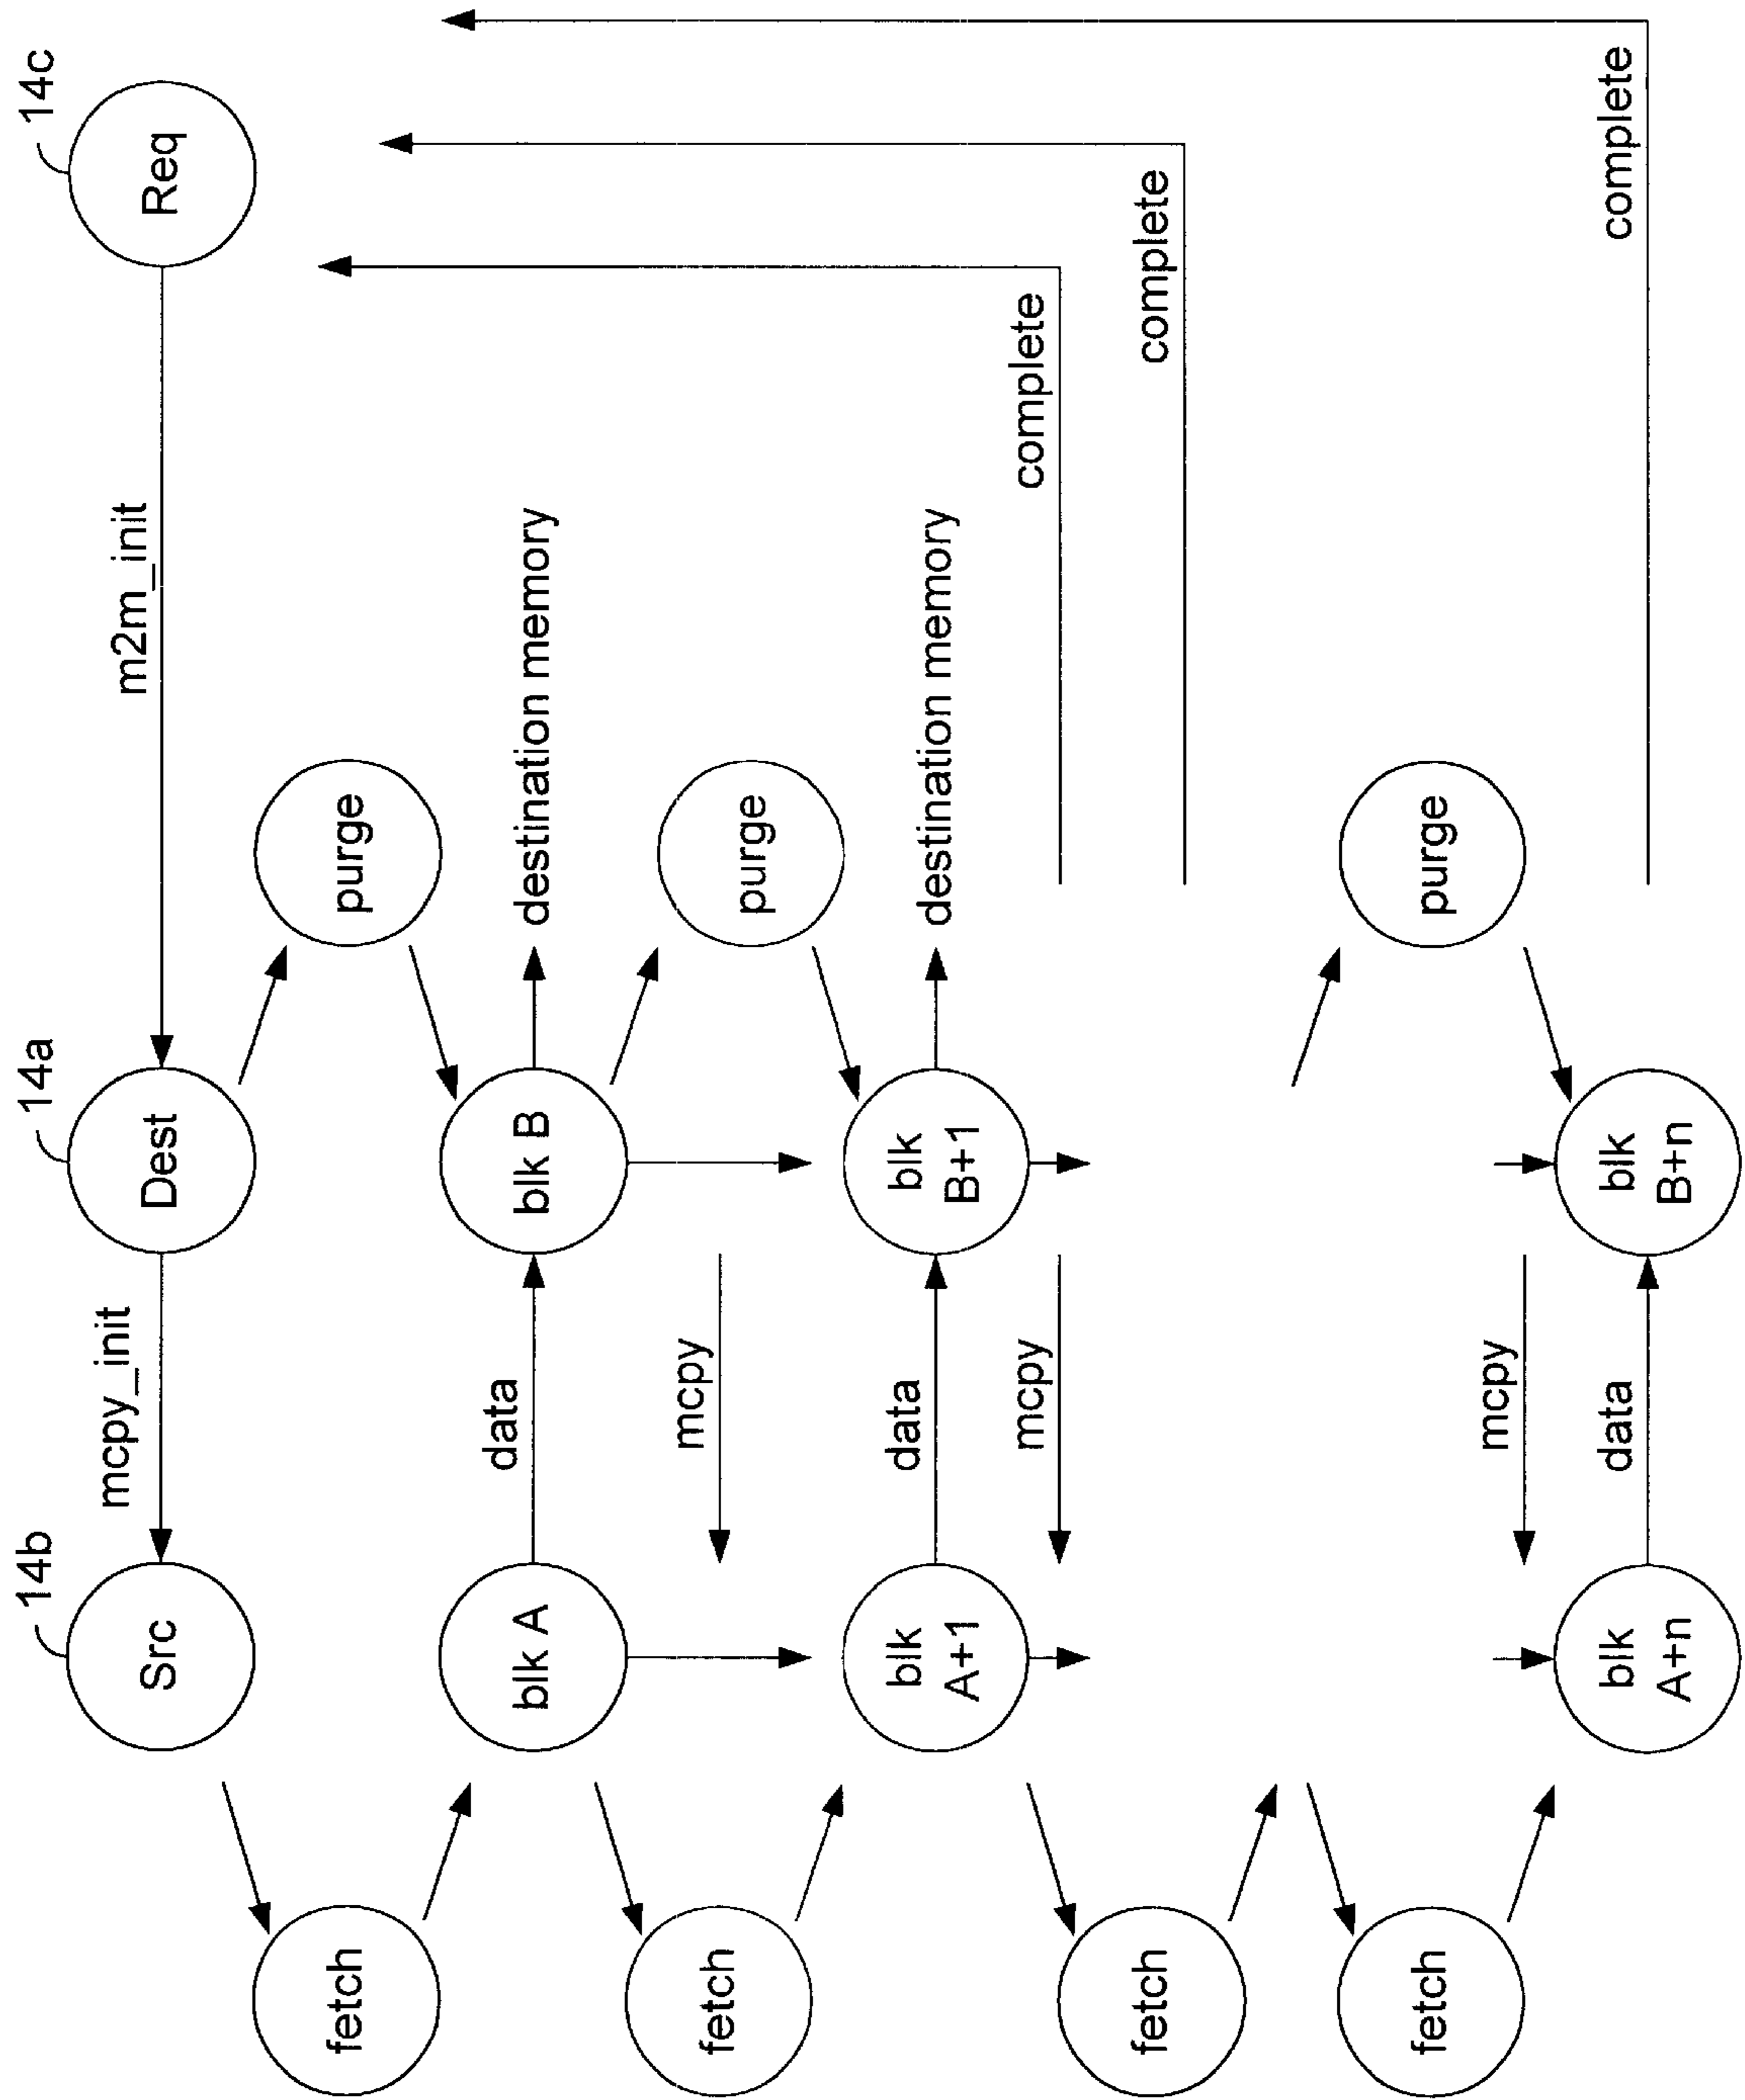 14b
14a
14c
mcpy_init
m2m_init
Src
Dest
Req
fetch
purge
data
blk A
blk B
destination memory
mcpy
fetch
purge
blk
A+1
data
blk
B+1
destination memory
mcpy
complete
fetch
complete
fetch
purge
mcpy
blk
A+n
data
blk
B+n
complete